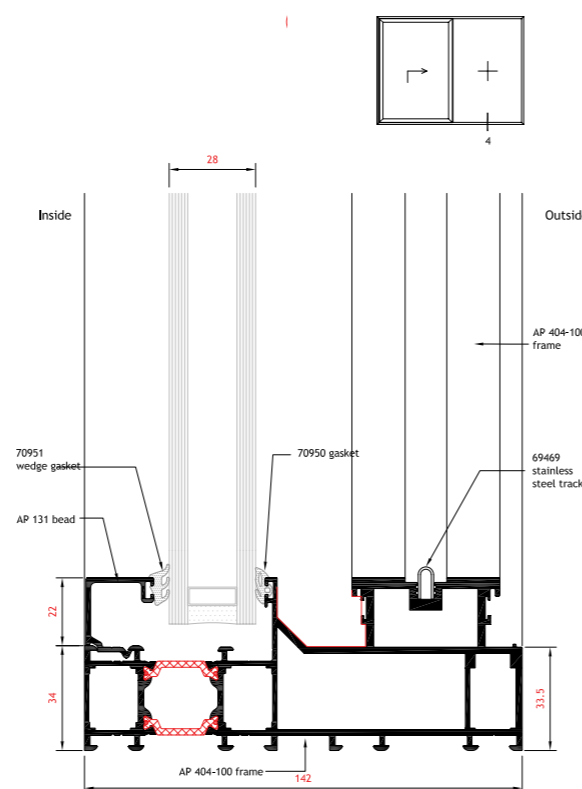 4
28
Inside
Outside
AP 404-100
frame
70951
wedge gasket
70950 gasket
69469
stainless
steel track
AP 131 bead
22
34
33.5
AP 404-100 frame
142